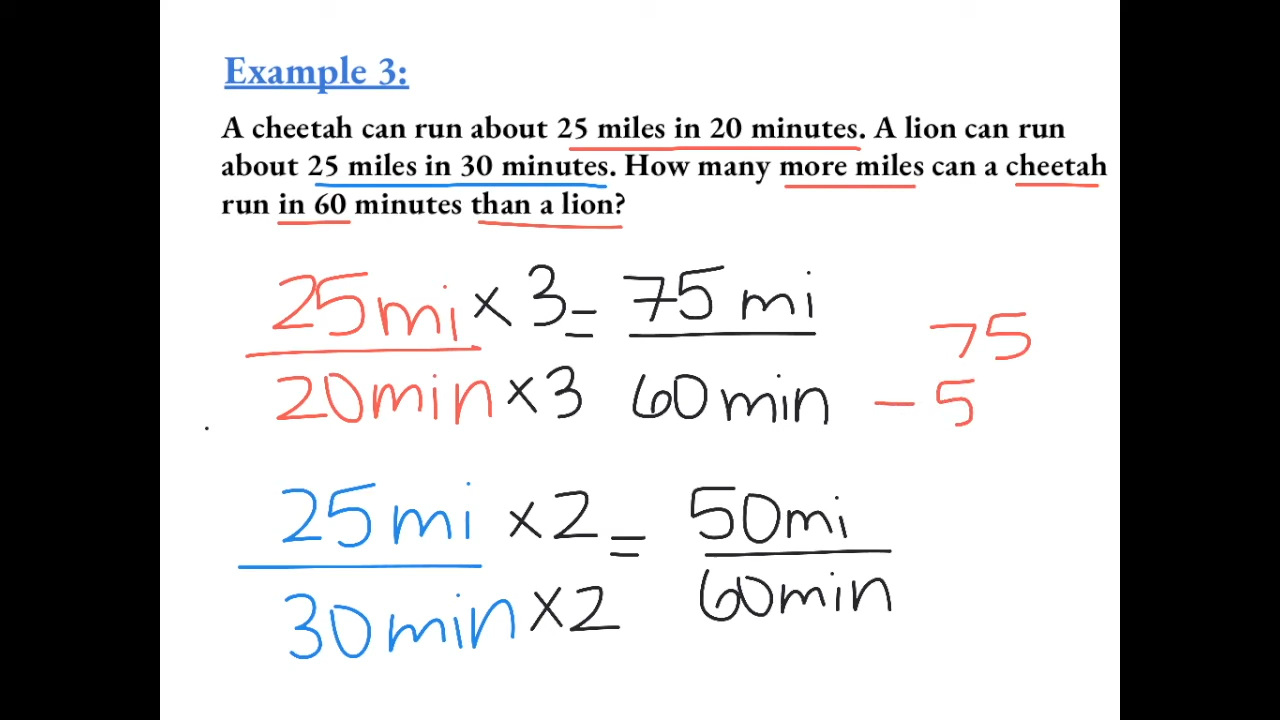 Example 3:
A cheetah can run about 25 miles in 20 minutes. A lion can run
about 25 miles in 30 minutes. How many more miles can a cheetah
run in 60 minutes than a lion?
25mi × 3 = 75 mi
20min × 3 60min
75
- 5
25 mi × 2 = 50mi
30min × 2 60min